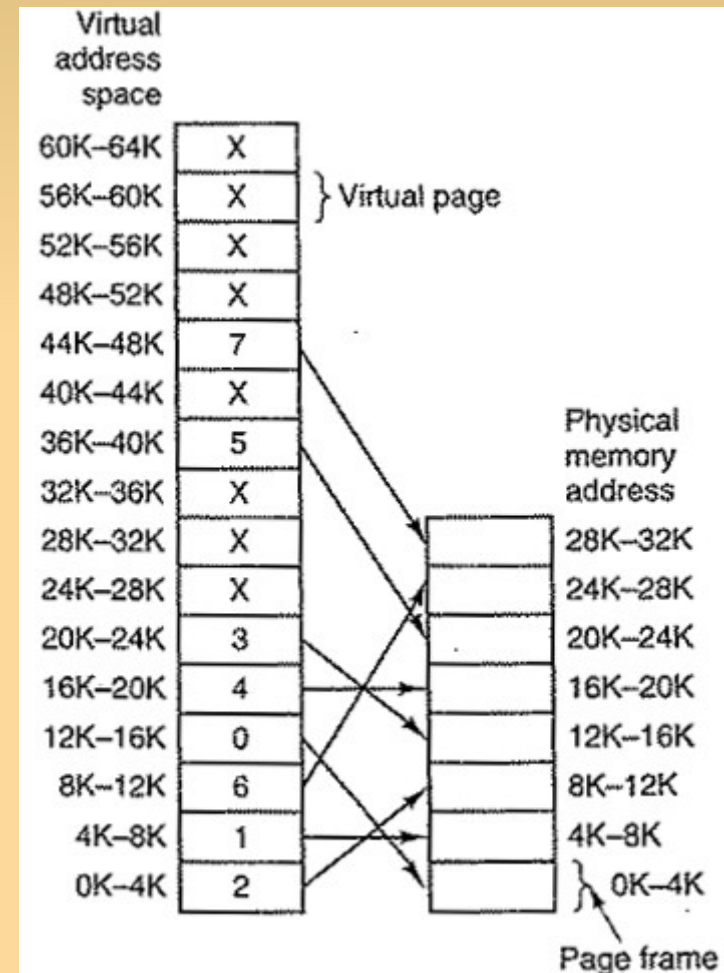 Virtual
address
space
60K–64K X
56K–60K X } Virtual page
52K–56K X
48K–52K X
44K–48K 7
40K–44K X
36K–40K 5
Physical
memory
address
32K–36K X
28K–32K X 28K–32K
24K–28K X 24K–28K
20K–24K 3 20K–24K
16K–20K 4 16K–20K
12K–16K 0 12K–16K
8K–12K 6 8K–12K
4K–8K 1 4K–8K
0K–4K 2 } 0K–4K
Page frame